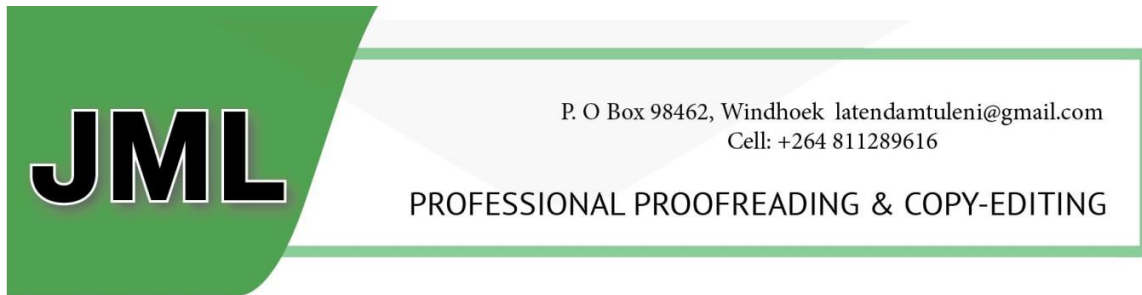 JML
P. O Box 98462, Windhoek latendamtuleni@gmail.com
Cell: +264 811289616
PROFESSIONAL PROOFREADING & COPY-EDITING